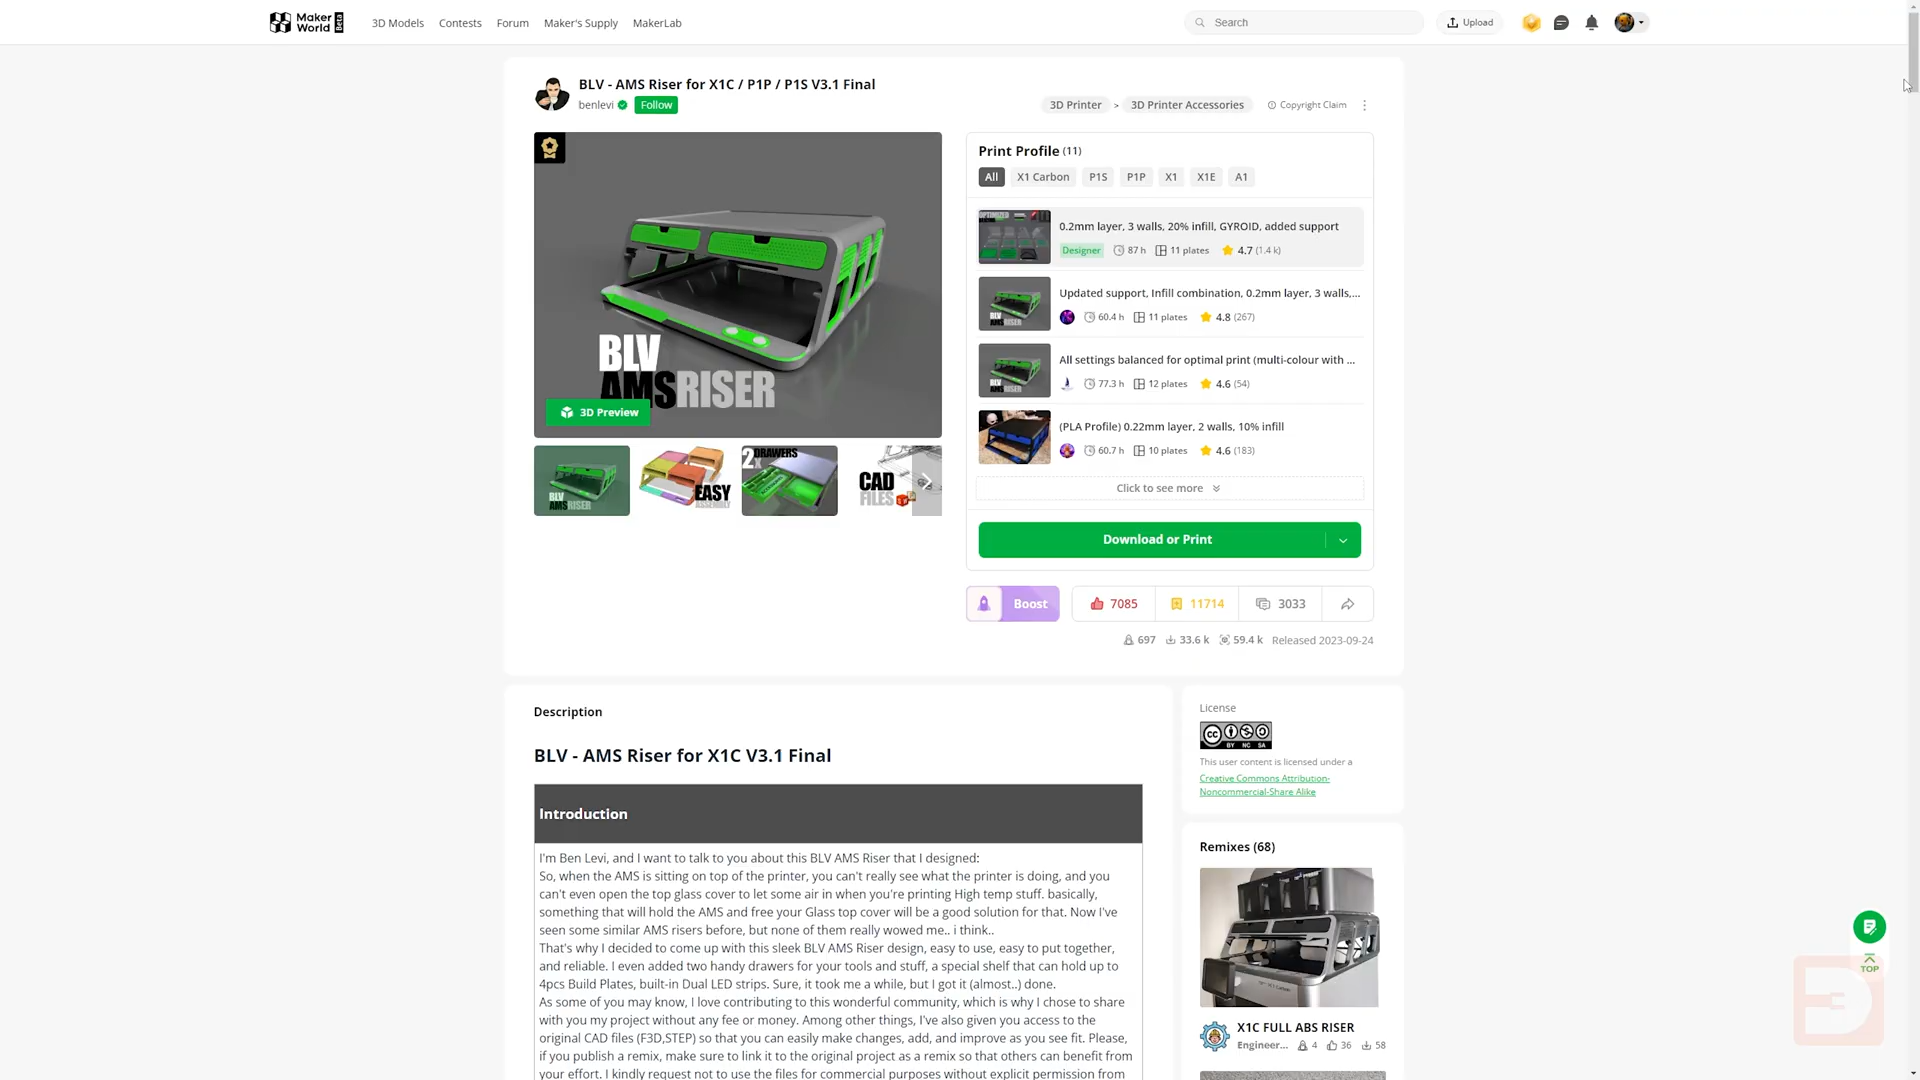 Maker World Beta
3D Models
Contests
Forum
Maker's Supply
MakerLab
Search
Upload
BLV - AMS Riser for X1C / P1P / P1S V3.1 Final
benlevi
Follow
3D Printer > 3D Printer Accessories
Copyright Claim
BLV
AMSRISER
3D Preview
BLV
AMSRISER
EASY
ASSEMBLY
2x DRAWERS
CAD
FILES
Print Profile (11)
All
X1 Carbon
P1S
P1P
X1
X1E
A1
OPTIMIZED
0.2mm layer, 3 walls, 20% infill, GYROID, added support
Designer 87 h 11 plates 4.7 (1.4 k)
BLV
AMSRISER
Updated support, Infill combination, 0.2mm layer, 3 walls,...
60.4 h 11 plates 4.8 (267)
BLV
AMSRISER
All settings balanced for optimal print (multi-colour with ...
77.3 h 12 plates 4.6 (54)
(PLA Profile) 0.22mm layer, 2 walls, 10% infill
60.7 h 10 plates 4.6 (183)
Click to see more
Download or Print
Boost
7085
11714
3033
697 33.6 k 59.4 k Released 2023-09-24
Description
BLV - AMS Riser for X1C V3.1 Final
Introduction
I'm Ben Levi, and I want to talk to you about this BLV AMS Riser that I designed:
So, when the AMS is sitting on top of the printer, you can't really see what the printer is doing, and you
can't even open the top glass cover to let some air in when you're printing High temp stuff. basically,
something that will hold the AMS and free your Glass top cover will be a good solution for that. Now I've
seen some similar AMS risers before, but none of them really wowed me.. i think..
That's why I decided to come up with this sleek BLV AMS Riser design, easy to use, easy to put together,
and reliable. I even added two handy drawers for your tools and stuff, a special shelf that can hold up to
4pcs Build Plates, built-in Dual LED strips. Sure, it took me a while, but I got it (almost..) done.
As some of you may know, I love contributing to this wonderful community, which is why I chose to share
with you my project without any fee or money. Among other things, I've also given you access to the
original CAD files (F3D,STEP) so that you can easily make changes, add, and improve as you see fit. Please,
if you publish a remix, make sure to link it to the original project as a remix so that others can benefit from
your effort. I kindly request not to use the files for commercial purposes without explicit permission from
License
CC BY NC SA
This user content is licensed under a
Creative Commons Attribution-
Noncommercial-Share Alike
Remixes (68)
X1C FULL ABS RISER
Engineer... 4 36 58
TOP